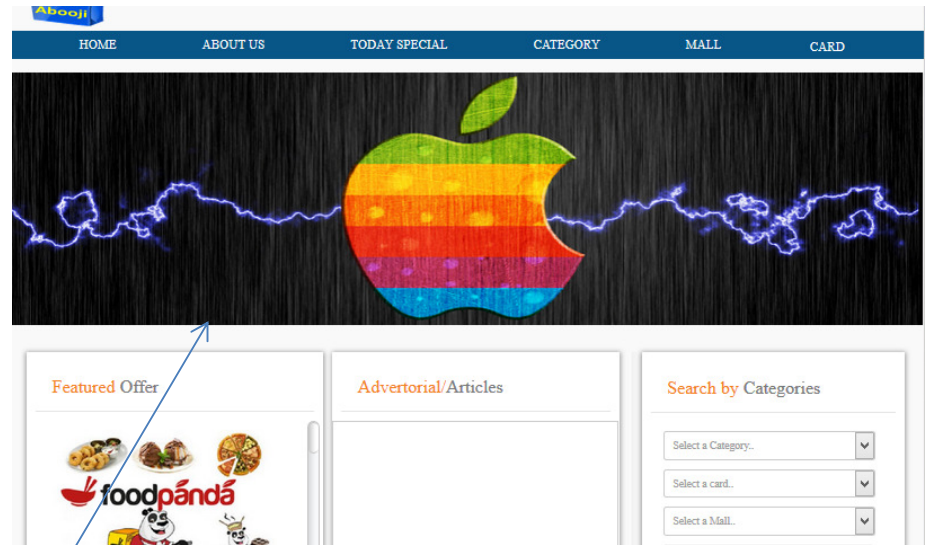 Abooji
HOME ABOUT US TODAY SPECIAL CATEGORY MALL CARD
Featured Offer
Advertorial/Articles
Search by Categories
foodpándá
Select a Category..
Select a card..
Select a Mall..